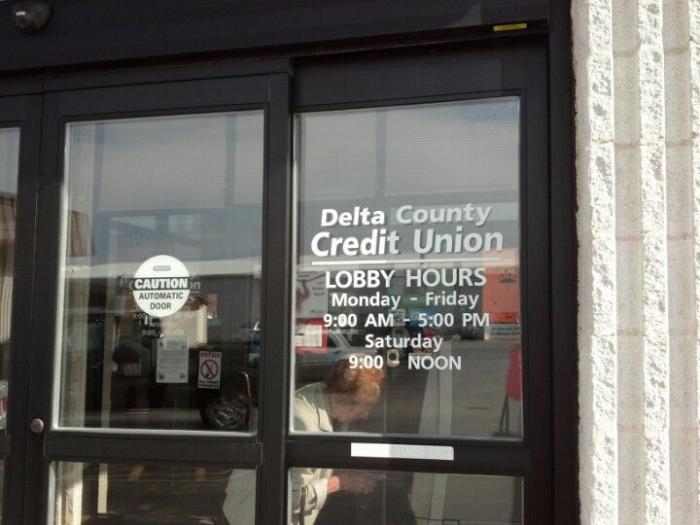 Delta County
Credit Union
LOBBY HOURS
Monday - Friday
9:00 AM - 5:00 PM
Saturday
9:00 - NOON
CAUTION
AUTOMATIC
DOOR
NOTICE